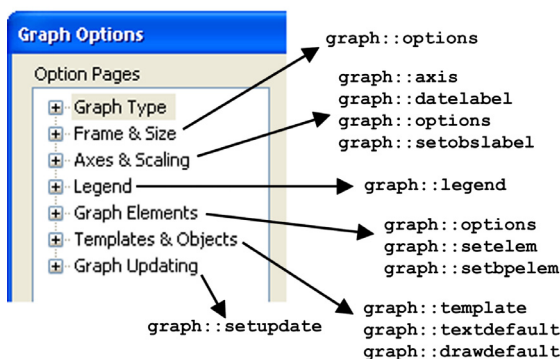 Graph Options
Option Pages
Graph Type
Frame & Size
Axes & Scaling
Legend
Graph Elements
Templates & Objects
Graph Updating
graph::options
graph::axis
graph::datelabel
graph::options
graph::setobslabel
graph::legend
graph::options
graph::setelem
graph::setbpelem
graph::template
graph::textdefault
graph::drawdefault
graph::setupdate